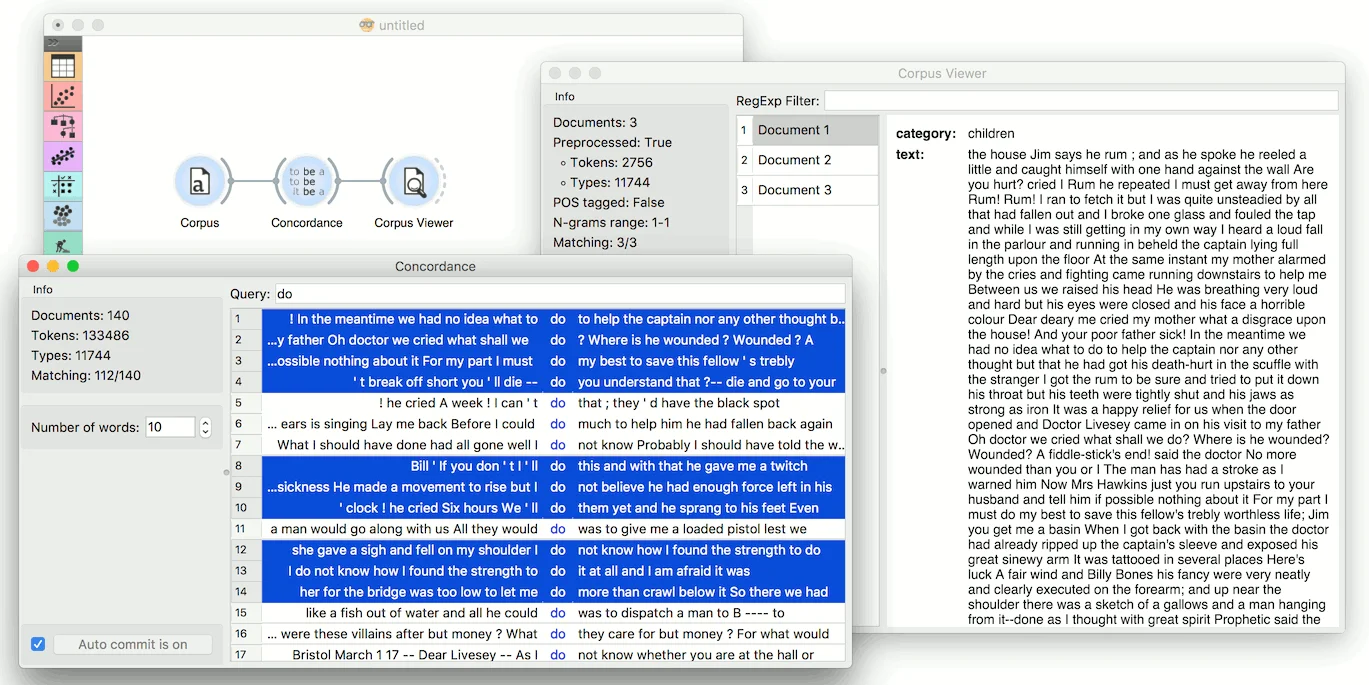 untitled
Corpus
to be a
to be
it be a
Concordance
Corpus Viewer
Corpus Viewer
Info
Documents: 3
Preprocessed: True
◦ Tokens: 2756
◦ Types: 11744
POS tagged: False
N-grams range: 1-1
Matching: 3/3
RegExp Filter:
1 Document 1
2 Document 2
3 Document 3
category: children
text: the house Jim says he rum ; and as he spoke he reeled a
little and caught himself with one hand against the wall Are
you hurt? cried I Rum he repeated I must get away from here
Rum! Rum! I ran to fetch it but I was quite unsteadied by all
that had fallen out and I broke one glass and fouled the tap
and while I was still getting in my own way I heard a loud fall
in the parlour and running in beheld the captain lying full
length upon the floor At the same instant my mother alarmed
by the cries and fighting came running downstairs to help me
Between us we raised his head He was breathing very loud
and hard but his eyes were closed and his face a horrible
colour Dear deary me cried my mother what a disgrace upon
the house! And your poor father sick! In the meantime we
had no idea what to do to help the captain nor any other
thought but that he had got his death-hurt in the scuffle with
the stranger I got the rum to be sure and tried to put it down
his throat but his teeth were tightly shut and his jaws as
strong as iron It was a happy relief for us when the door
opened and Doctor Livesey came in on his visit to my father
Oh doctor we cried what shall we do? Where is he wounded?
Wounded? A fiddle-stick's end! said the doctor No more
wounded than you or I The man has had a stroke as I
warned him Now Mrs Hawkins just you run upstairs to your
husband and tell him if possible nothing about it For my part I
must do my best to save this fellow's trebly worthless life; Jim
you get me a basin When I got back with the basin the doctor
had already ripped up the captain's sleeve and exposed his
great sinewy arm It was tattooed in several places Here's
luck A fair wind and Billy Bones his fancy were very neatly
and clearly executed on the forearm; and up near the
shoulder there was a sketch of a gallows and a man hanging
from it--done as I thought with great spirit Prophetic said the
Concordance
Info
Documents: 140
Tokens: 133486
Types: 11744
Matching: 112/140
Number of words: 10
Auto commit is on
Query: do
1 ! In the meantime we had no idea what to do to help the captain nor any other thought b...
2 ...y father Oh doctor we cried what shall we do ? Where is he wounded ? Wounded ? A
3 ...ossible nothing about it For my part I must do my best to save this fellow ' s trebly
4 ' t break off short you ' ll die -- do you understand that ?-- die and go to your
5 ! he cried A week ! I can ' t do that ; they ' d have the black spot
6 ... ears is singing Lay me back Before I could do much to help him he had fallen back again
7 What I should have done had all gone well I do not know Probably I should have told the w...
8 Bill ' If you don ' t I ' ll do this and with that he gave me a twitch
9 ...sickness He made a movement to rise but I do not believe he had enough force left in his
10 ' clock ! he cried Six hours We ' ll do them yet and he sprang to his feet Even
11 a man would go along with us All they would do was to give me a loaded pistol lest we
12 she gave a sigh and fell on my shoulder I do not know how I found the strength to do
13 I do not know how I found the strength to do it at all and I am afraid it was
14 her for the bridge was too low to let me do more than crawl below it So there we had
15 like a fish out of water and all he could do was to dispatch a man to B ---- to
16 ... were these villains after but money ? What do they care for but money ? For what would
17 Bristol March 1 17 -- Dear Livesey -- As I do not know whether you are at the hall or